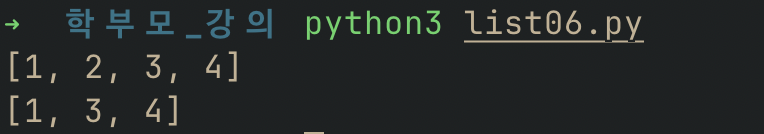 → 학부모_강의 python3 list06.py
[1, 2, 3, 4]
[1, 3, 4]